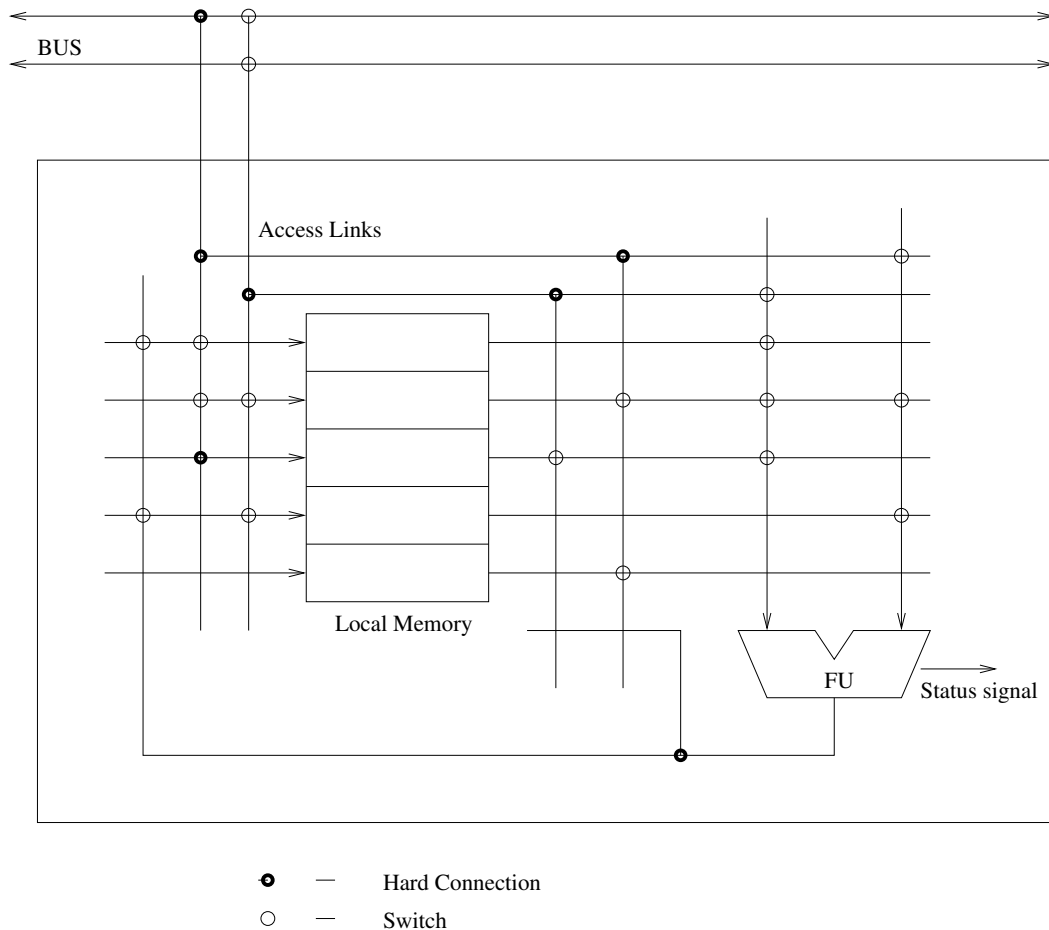 BUS
Access Links
Local Memory
FU
Status signal
Hard Connection
Switch